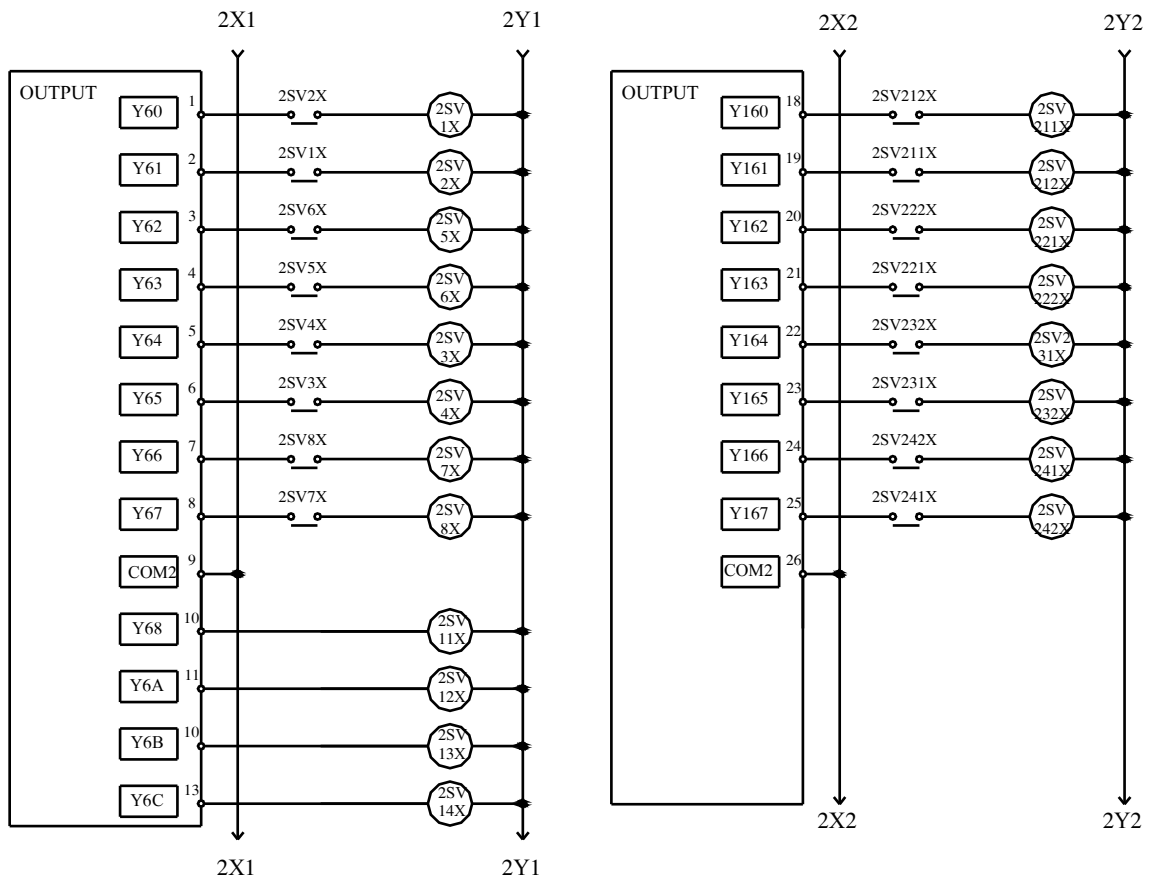 2X1 2Y1
OUTPUT
Y60 1 2SV2X 2SV
1X
Y61 2 2SV1X 2SV
2X
Y62 3 2SV6X 2SV
5X
Y63 4 2SV5X 2SV
6X
Y64 5 2SV4X 2SV
3X
Y65 6 2SV3X 2SV
4X
Y66 7 2SV8X 2SV
7X
Y67 8 2SV7X 2SV
8X
COM2 9
Y68 10 2SV
11X
Y6A 11 2SV
12X
Y6B 10 2SV
13X
Y6C 13 2SV
14X
2X1 2Y1
2X2 2Y2
OUTPUT
Y160 18 2SV212X 2SV
211X
Y161 19 2SV211X 2SV
212X
Y162 20 2SV222X 2SV
221X
Y163 21 2SV221X 2SV
222X
Y164 22 2SV232X 2SV2
31X
Y165 23 2SV231X 2SV
232X
Y166 24 2SV242X 2SV
241X
Y167 25 2SV241X 2SV
242X
COM2 26
2X2 2Y2